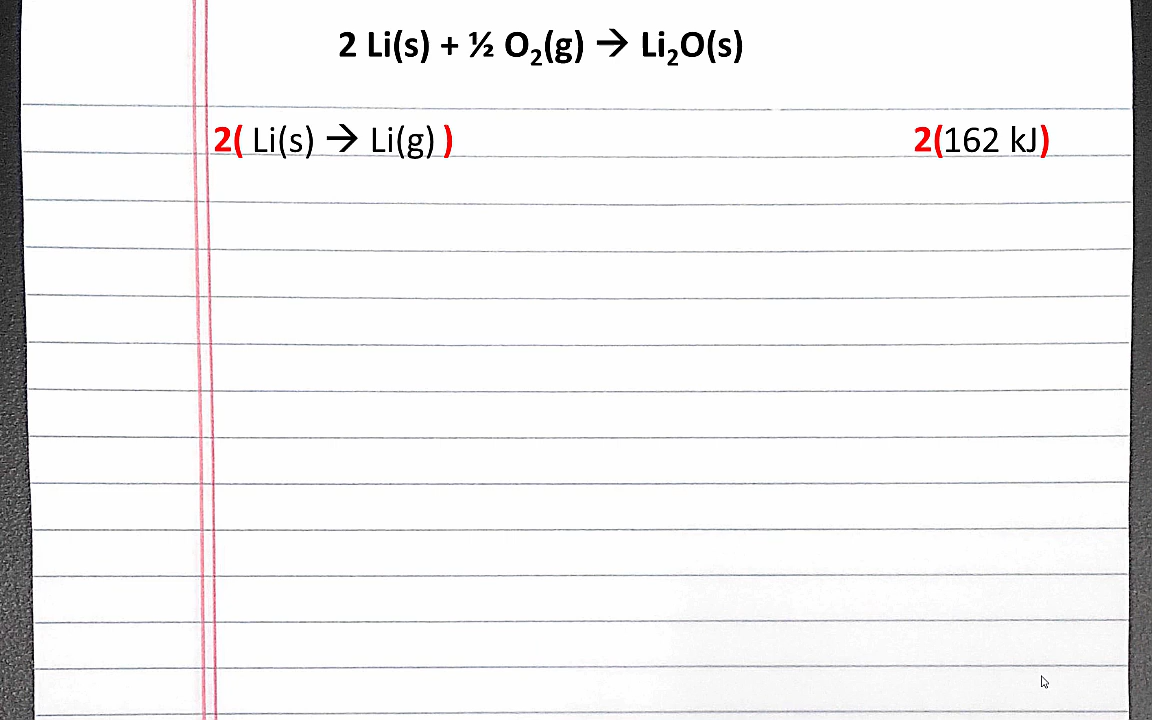 2 Li(s) + ½ O₂(g) → Li₂O(s)
2( Li(s) → Li(g) ) 2(162 kJ)